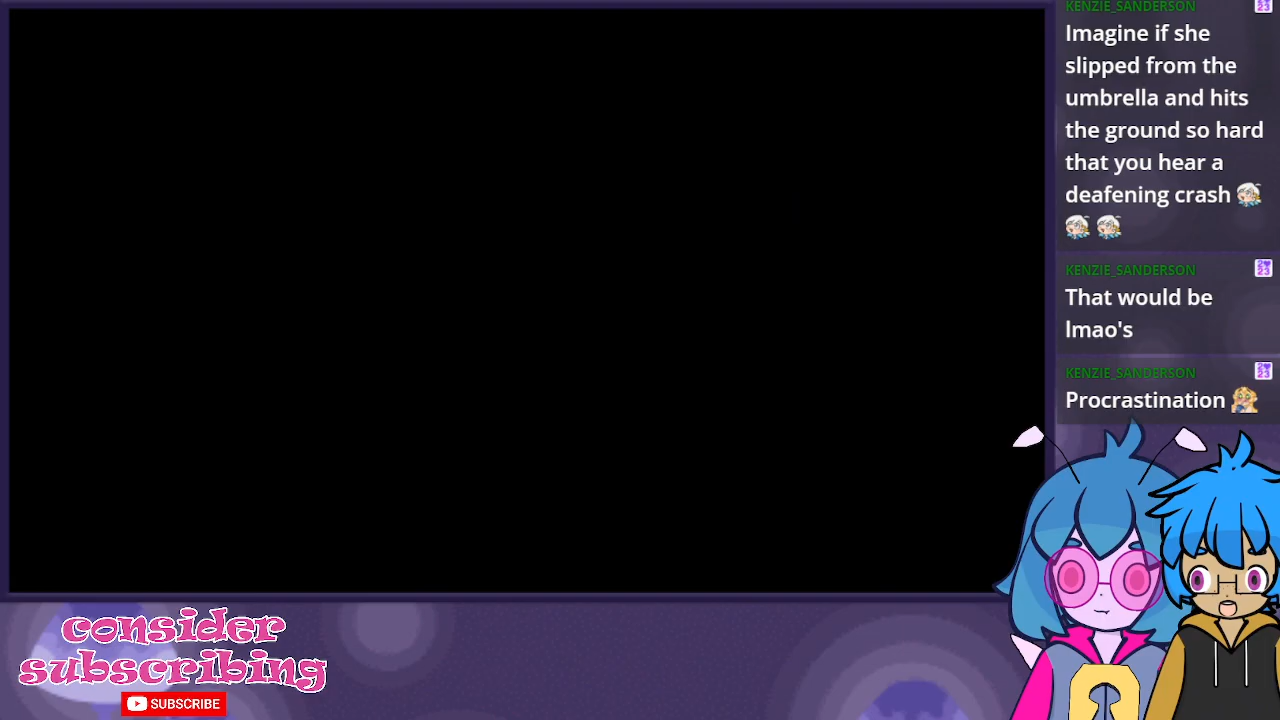 KENZIE_SANDERSON
Imagine if she
slipped from the
umbrella and hits
the ground so hard
that you hear a
deafening crash
KENZIE_SANDERSON
That would be
lmao's
KENZIE_SANDERSON
Procrastination
consider
subscribing
SUBSCRIBE